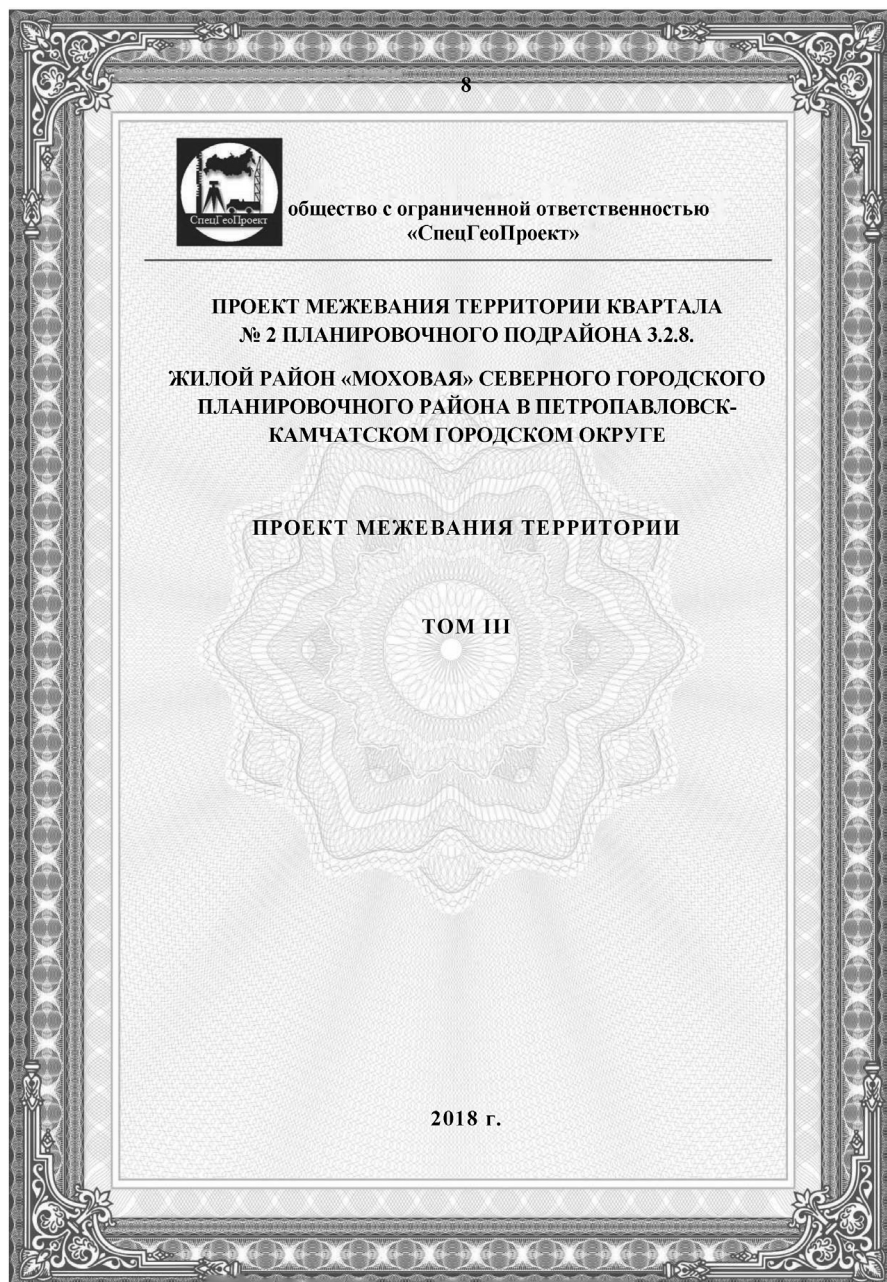 8
СпецГеоПроект
общество с ограниченной ответственностью
«СпецГеоПроект»
ПРОЕКТ МЕЖЕВАНИЯ ТЕРРИТОРИИ КВАРТАЛА
№ 2 ПЛАНИРОВОЧНОГО ПОДРАЙОНА 3.2.8.
ЖИЛОЙ РАЙОН «МОХОВАЯ» СЕВЕРНОГО ГОРОДСКОГО
ПЛАНИРОВОЧНОГО РАЙОНА В ПЕТРОПАВЛОВСК-
КАМЧАТСКОМ ГОРОДСКОМ ОКРУГЕ
ПРОЕКТ МЕЖЕВАНИЯ ТЕРРИТОРИИ
ТОМ III
2018 г.